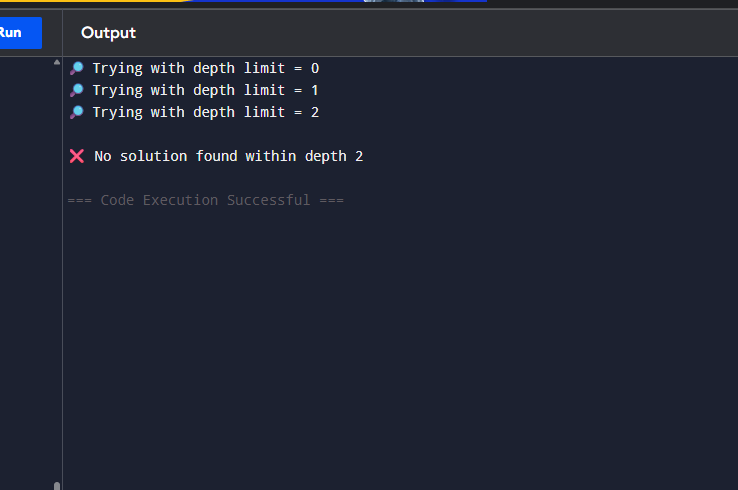 Run
Output
🔎 Trying with depth limit = 0
🔎 Trying with depth limit = 1
🔎 Trying with depth limit = 2
❌ No solution found within depth 2
=== Code Execution Successful ===